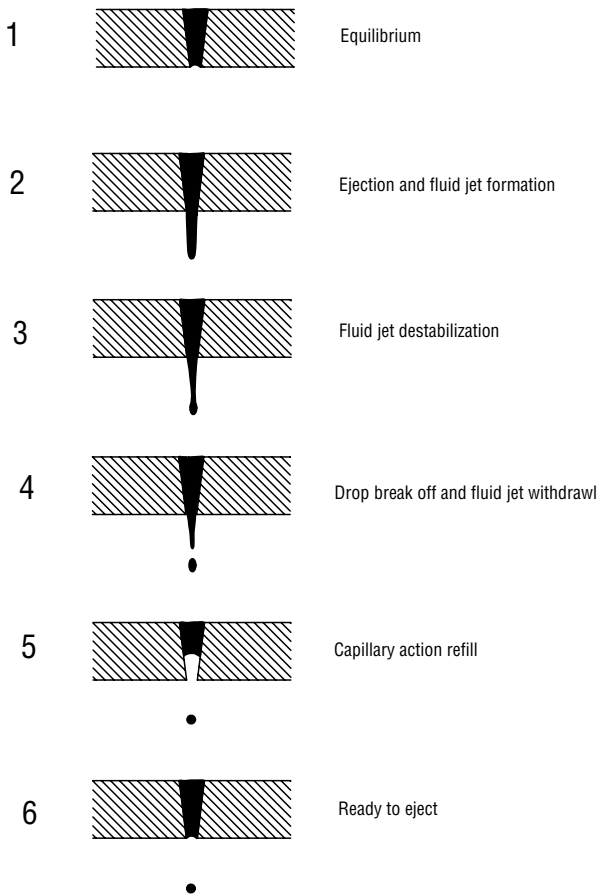 1 Equilibrium
2 Ejection and fluid jet formation
3 Fluid jet destabilization
4 Drop break off and fluid jet withdrawl
5 Capillary action refill
6 Ready to eject